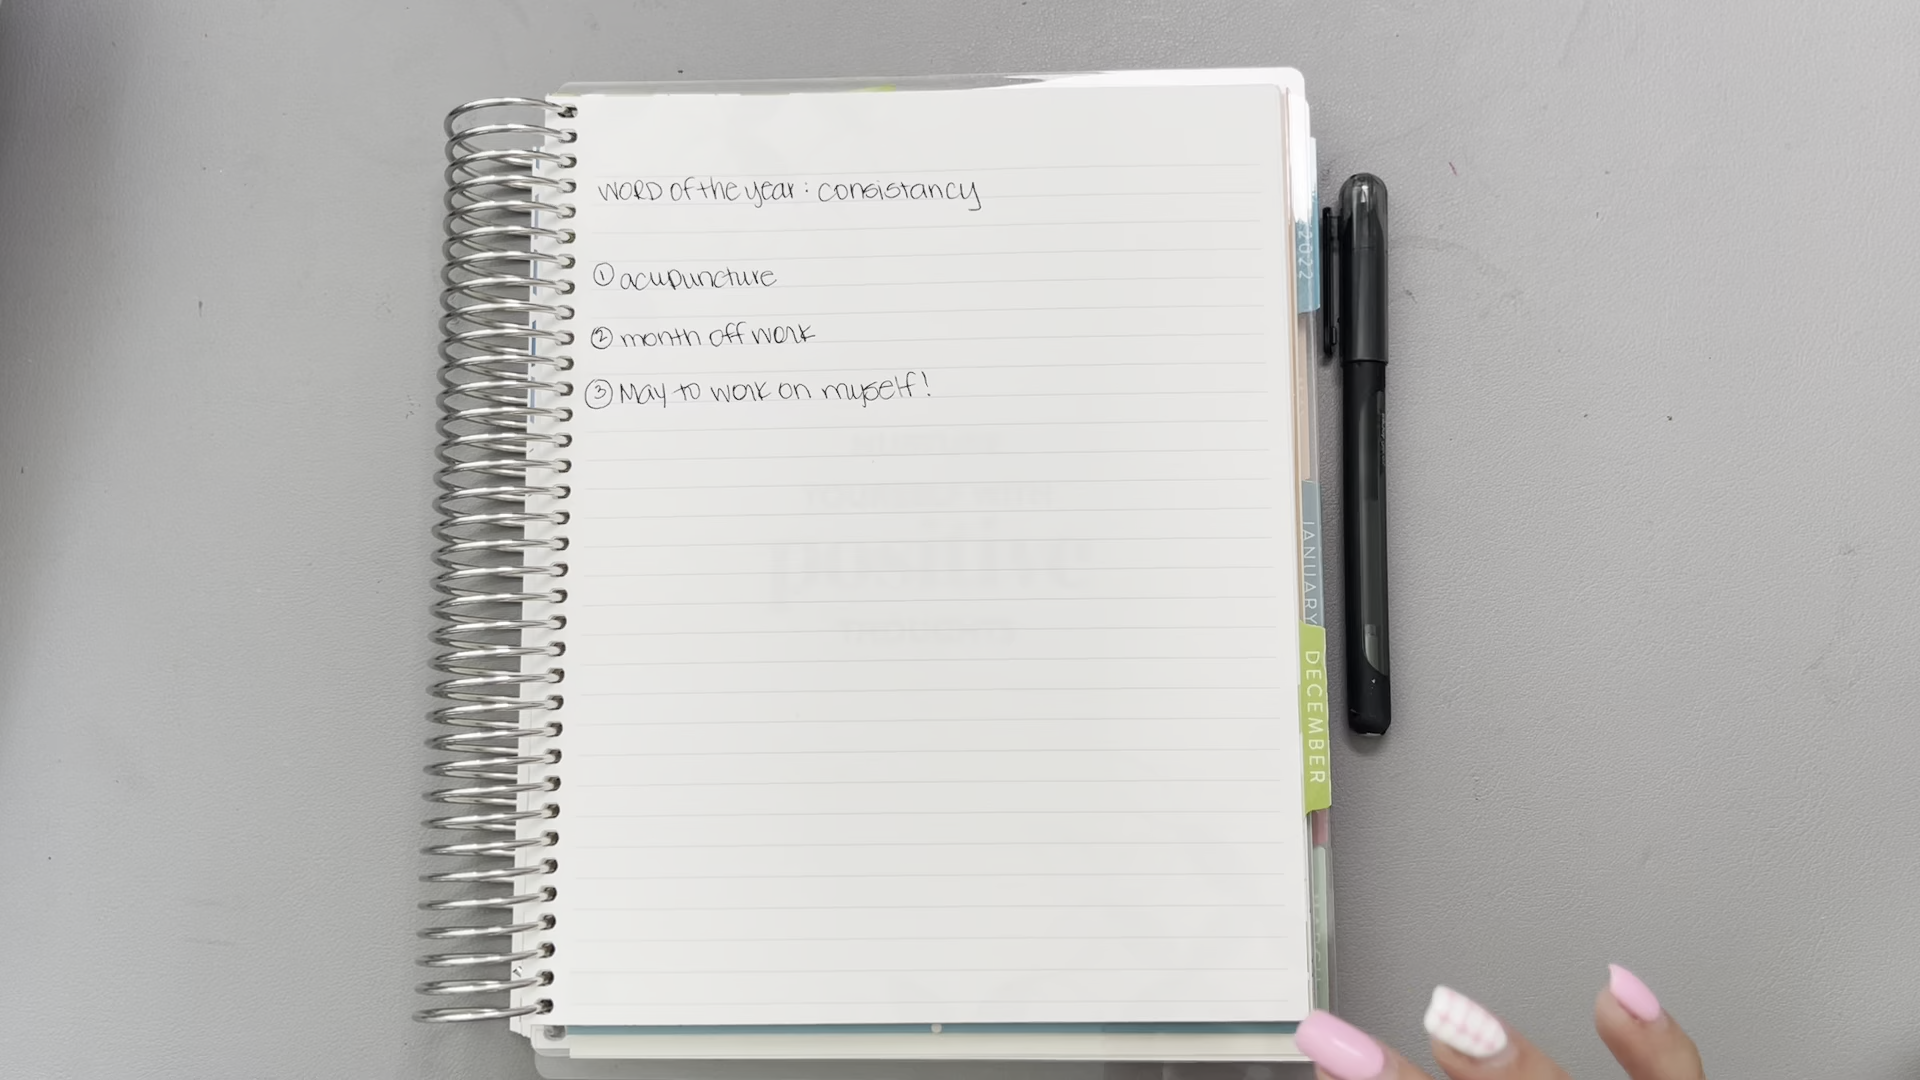 WORD of the year : consistancy
① acupuncture
② month off work
③ May to work on myself!
2022
JANUARY
DECEMBER